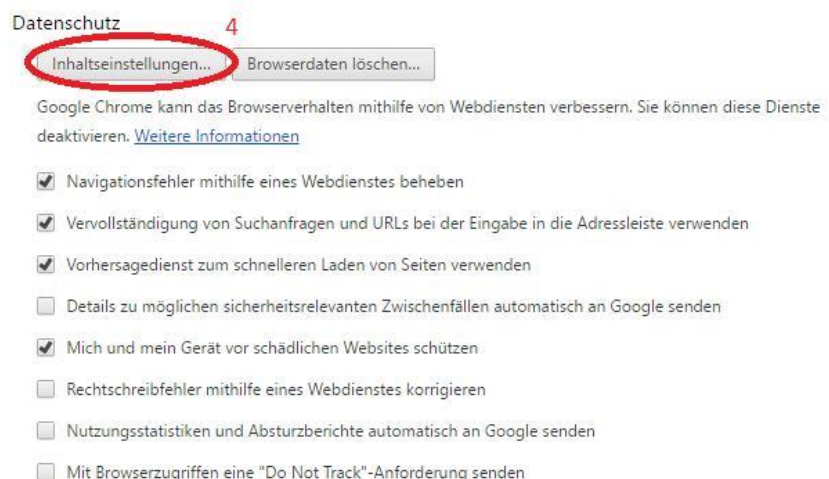 Datenschutz
4
Inhaltseinstellungen... Browserdaten löschen...
Google Chrome kann das Browserverhalten mithilfe von Webdiensten verbessern. Sie können diese Dienste
deaktivieren. Weitere Informationen
Navigationsfehler mithilfe eines Webdienstes beheben
Vervollständigung von Suchanfragen und URLs bei der Eingabe in die Adressleiste verwenden
Vorhersagedienst zum schnelleren Laden von Seiten verwenden
Details zu möglichen sicherheitsrelevanten Zwischenfällen automatisch an Google senden
Mich und mein Gerät vor schädlichen Websites schützen
Rechtschreibfehler mithilfe eines Webdienstes korrigieren
Nutzungsstatistiken und Absturzberichte automatisch an Google senden
Mit Browserzugriffen eine "Do Not Track"-Anforderung senden